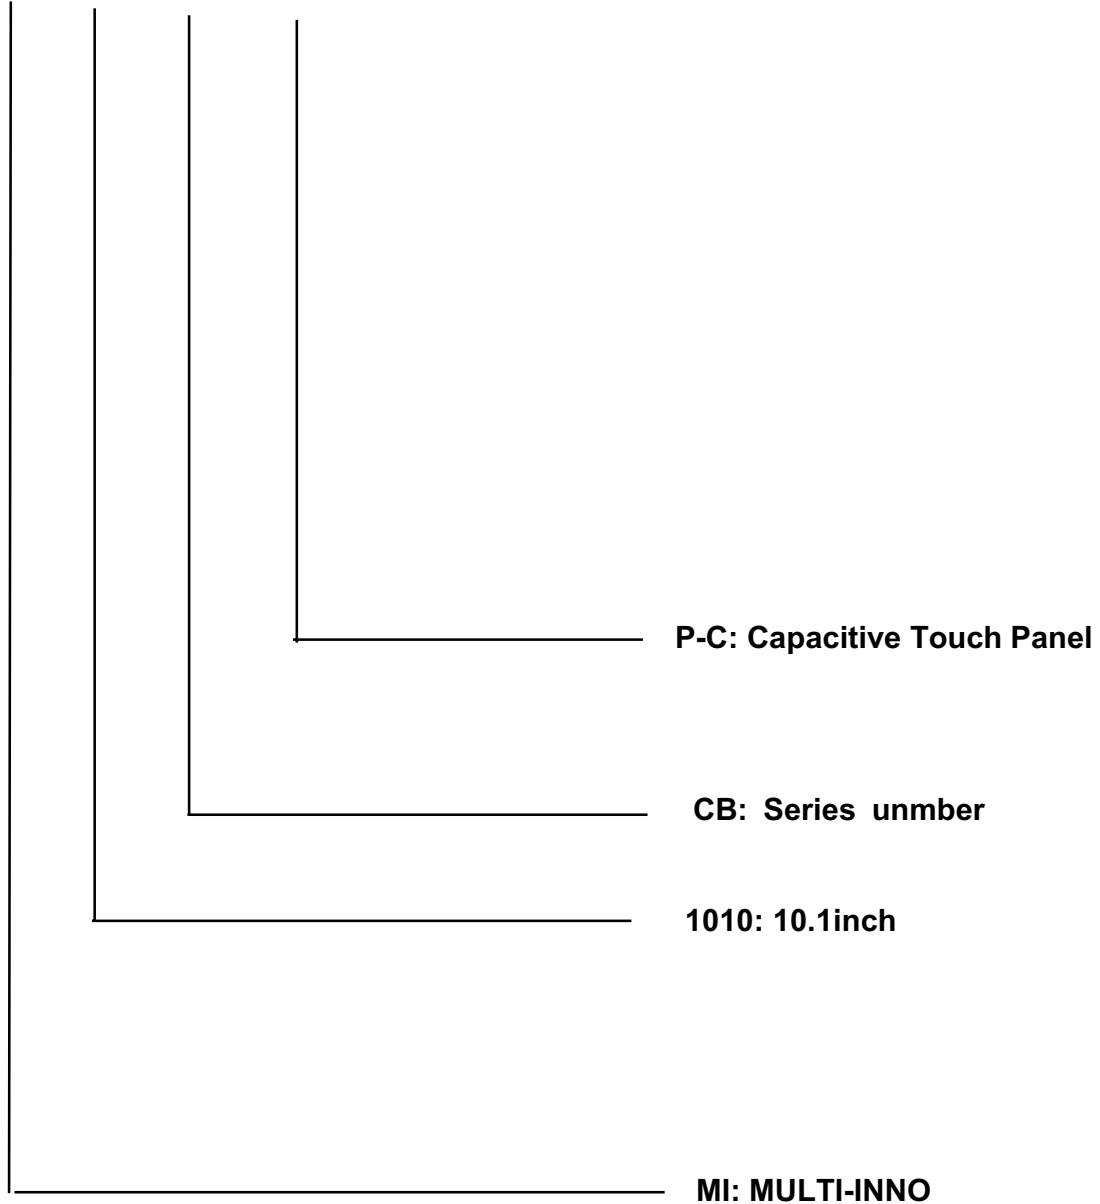 P-C: Capacitive Touch Panel
CB: Series unmber
1010: 10.1inch
MI: MULTI-INNO